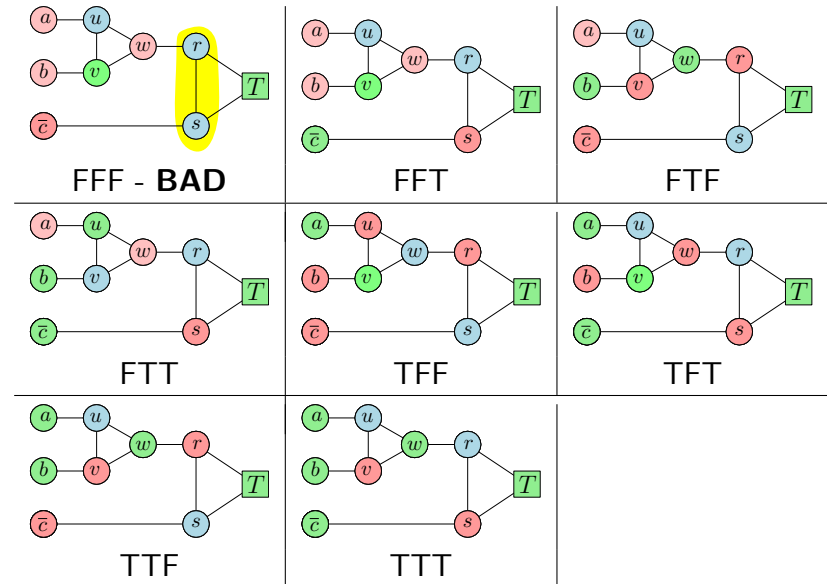 a u w r T
b v
c̅ s
FFF - BAD
a u w r T
b v
c̅ s
FFT
a u w r T
b v
c̅ s
FTF
a u w r T
b v
c̅ s
FTT
a u w r T
b v
c̅ s
TFF
a u w r T
b v
c̅ s
TFT
a u w r T
b v
c̅ s
TTF
a u w r T
b v
c̅ s
TTT